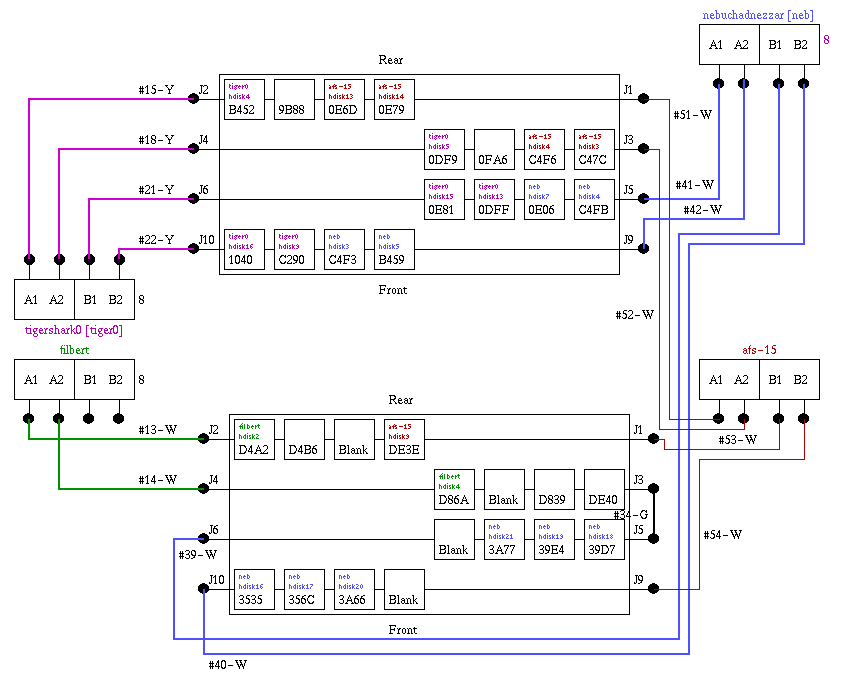 nebuchadnezzar [neb]
A1 A2 B1 B2 8
Rear
#15-Y J2 J1
tiger0 hdisk4 B452
9B88
afs-15 hdisk13 0E6D
afs-15 hdisk14 0E79
#51-W
#18-Y J4 J3
tiger0 hdisk5 0DF9
0FA6
afs-15 hdisk4 C4F6
afs-15 hdisk3 C47C
#21-Y J6 J5
tiger0 hdisk15 0E81
tiger0 hdisk13 0DFF
neb hdisk7 0E06
neb hdisk4 C4FB
#41-W
#42-W
#22-Y J10 J9
tiger0 hdisk16 1040
tiger0 hdisk9 C290
neb hdisk3 C4F3
neb hdisk5 B459
Front
A1 A2 B1 B2 8
tigershark0 [tiger0]
#52-W
filbert
A1 A2 B1 B2 8
afs-15
A1 A2 B1 B2
Rear
#13-W J2 J1
filbert hdisk2 D4A2
D4B6
Blank
afs-15 hdisk9 DE3E
#53-W
#14-W J4 J3
filbert hdisk4 D86A
Blank
D839
DE40
#34-G
J6 J5
#39-W
Blank
neb hdisk21 3A77
neb hdisk19 39E4
neb hdisk18 39D7
#54-W
J10 J9
neb hdisk16 3535
neb hdisk17 356C
neb hdisk20 3A66
Blank
Front
#40-W